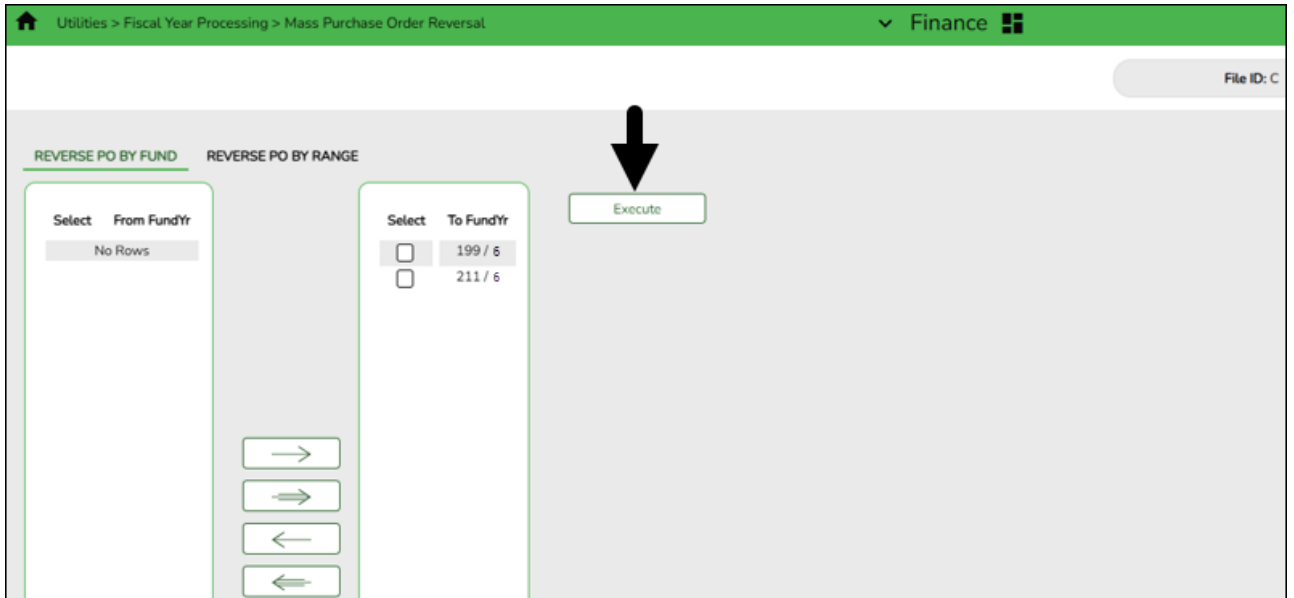 Utilities > Fiscal Year Processing > Mass Purchase Order Reversal
Finance
File ID: C
REVERSE PO BY FUND
REVERSE PO BY RANGE
Select From FundYr
No Rows
Select To FundYr
199 / 6
211 / 6
Execute